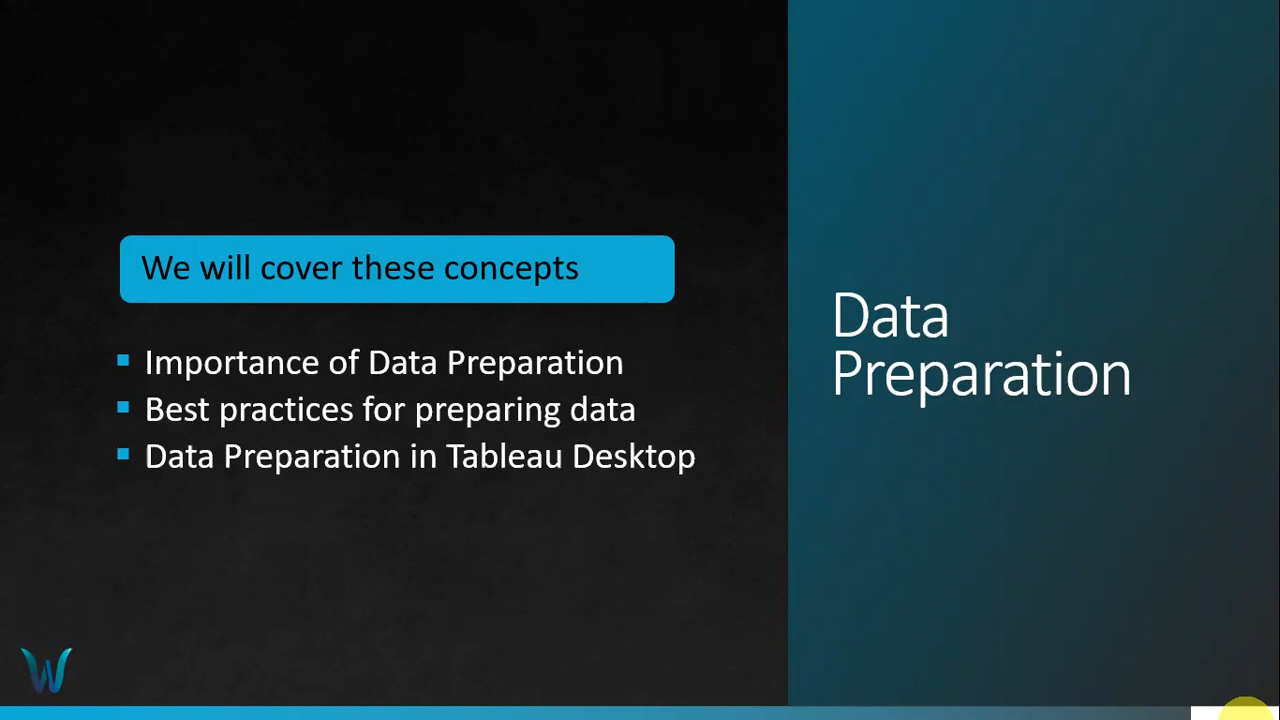 We will cover these concepts
Importance of Data Preparation
Best practices for preparing data
Data Preparation in Tableau Desktop
Data
Preparation
W